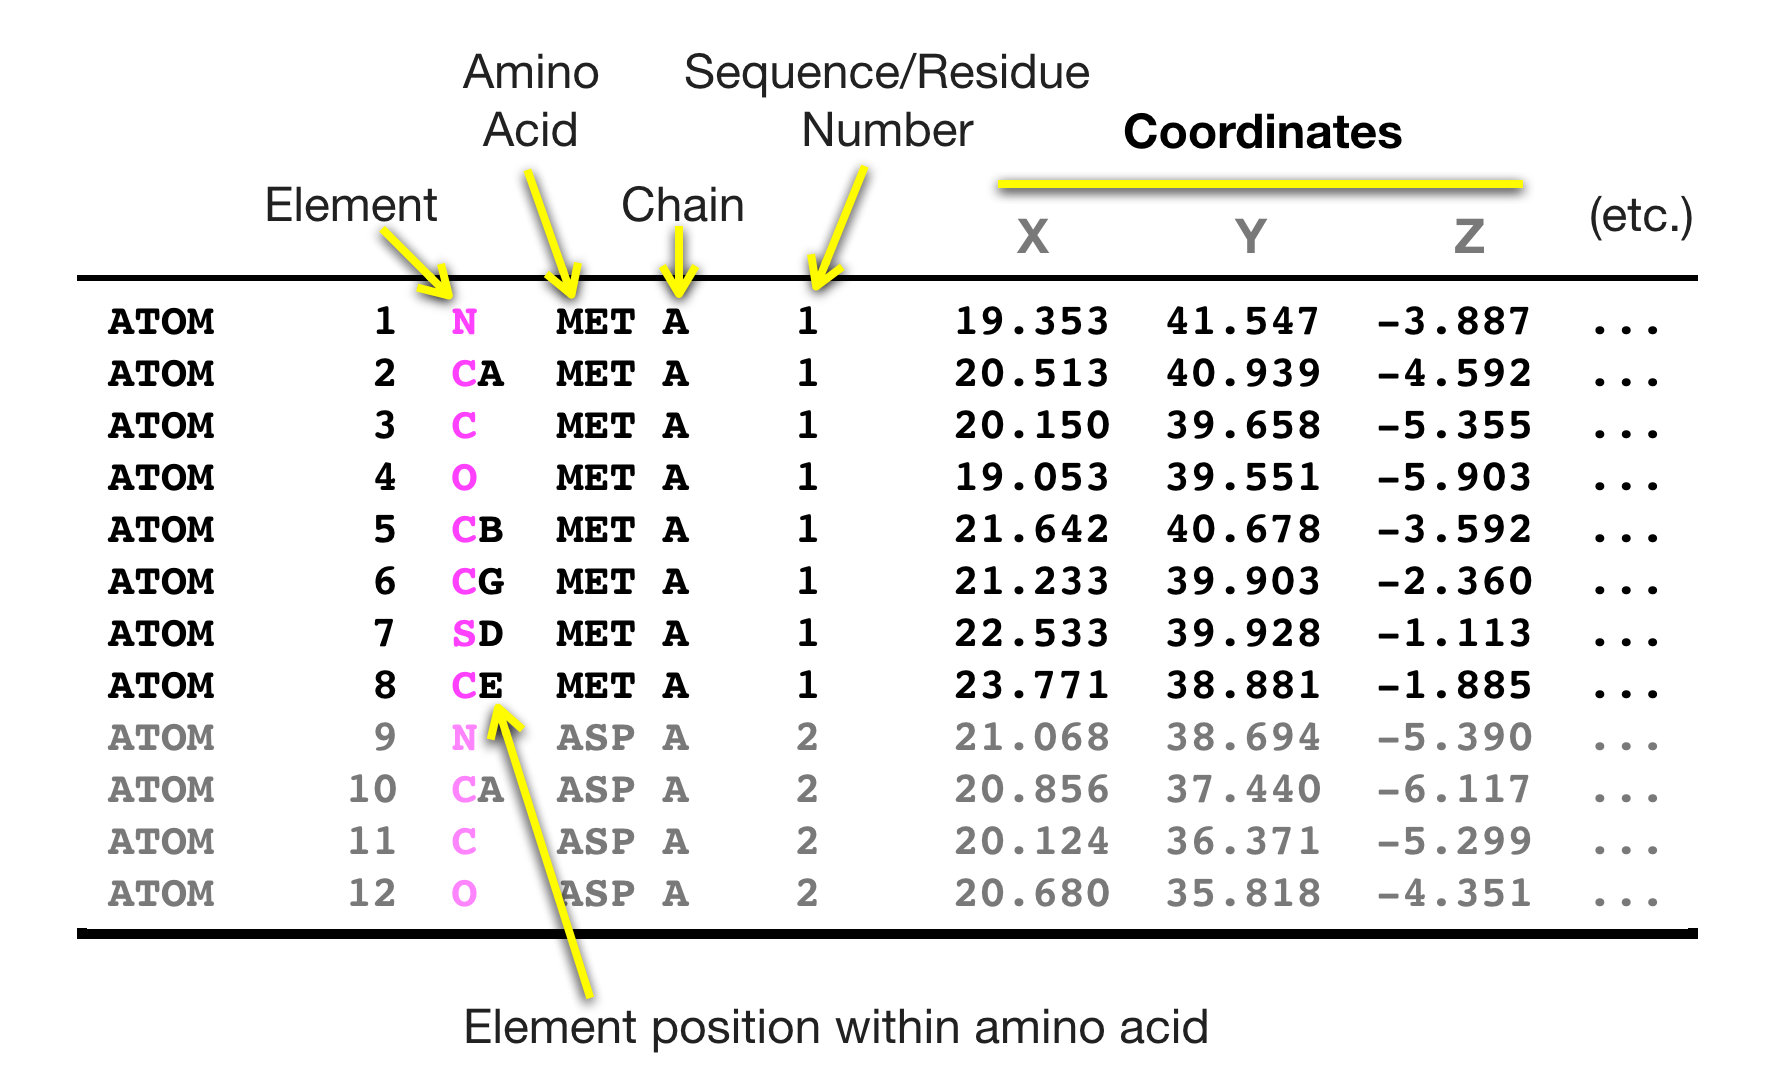 Amino
Acid
Sequence/Residue
Number
Coordinates
Element
Chain
X Y Z
(etc.)
ATOM 1 N MET A 1 19.353 41.547 -3.887 ...
ATOM 2 CA MET A 1 20.513 40.939 -4.592 ...
ATOM 3 C MET A 1 20.150 39.658 -5.355 ...
ATOM 4 O MET A 1 19.053 39.551 -5.903 ...
ATOM 5 CB MET A 1 21.642 40.678 -3.592 ...
ATOM 6 CG MET A 1 21.233 39.903 -2.360 ...
ATOM 7 SD MET A 1 22.533 39.928 -1.113 ...
ATOM 8 CE MET A 1 23.771 38.881 -1.885 ...
ATOM 9 N ASP A 2 21.068 38.694 -5.390 ...
ATOM 10 CA ASP A 2 20.856 37.440 -6.117 ...
ATOM 11 C ASP A 2 20.124 36.371 -5.299 ...
ATOM 12 O ASP A 2 20.680 35.818 -4.351 ...
Element position within amino acid